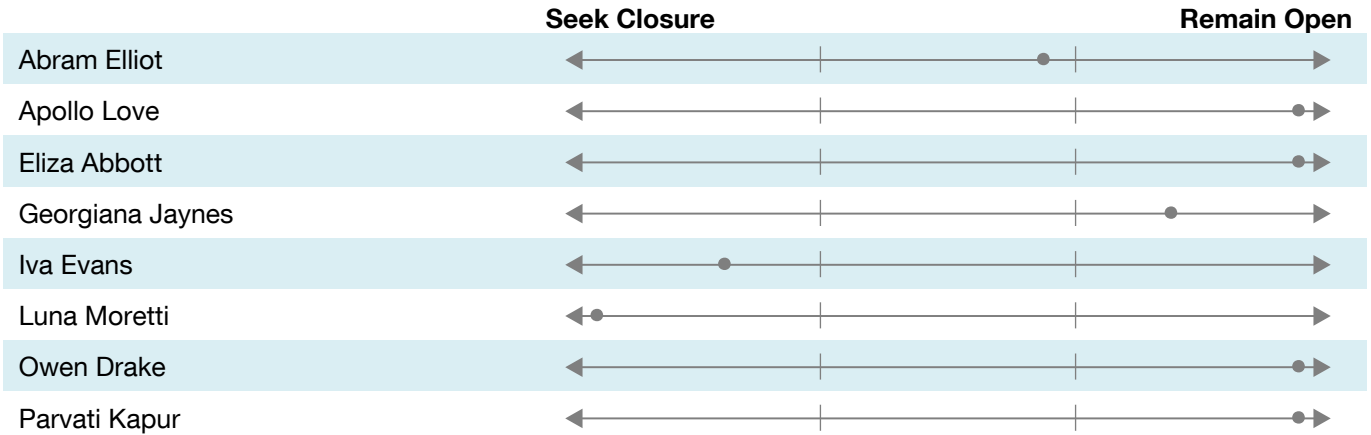 Seek Closure Remain Open
Abram Elliot
Apollo Love
Eliza Abbott
Georgiana Jaynes
Iva Evans
Luna Moretti
Owen Drake
Parvati Kapur